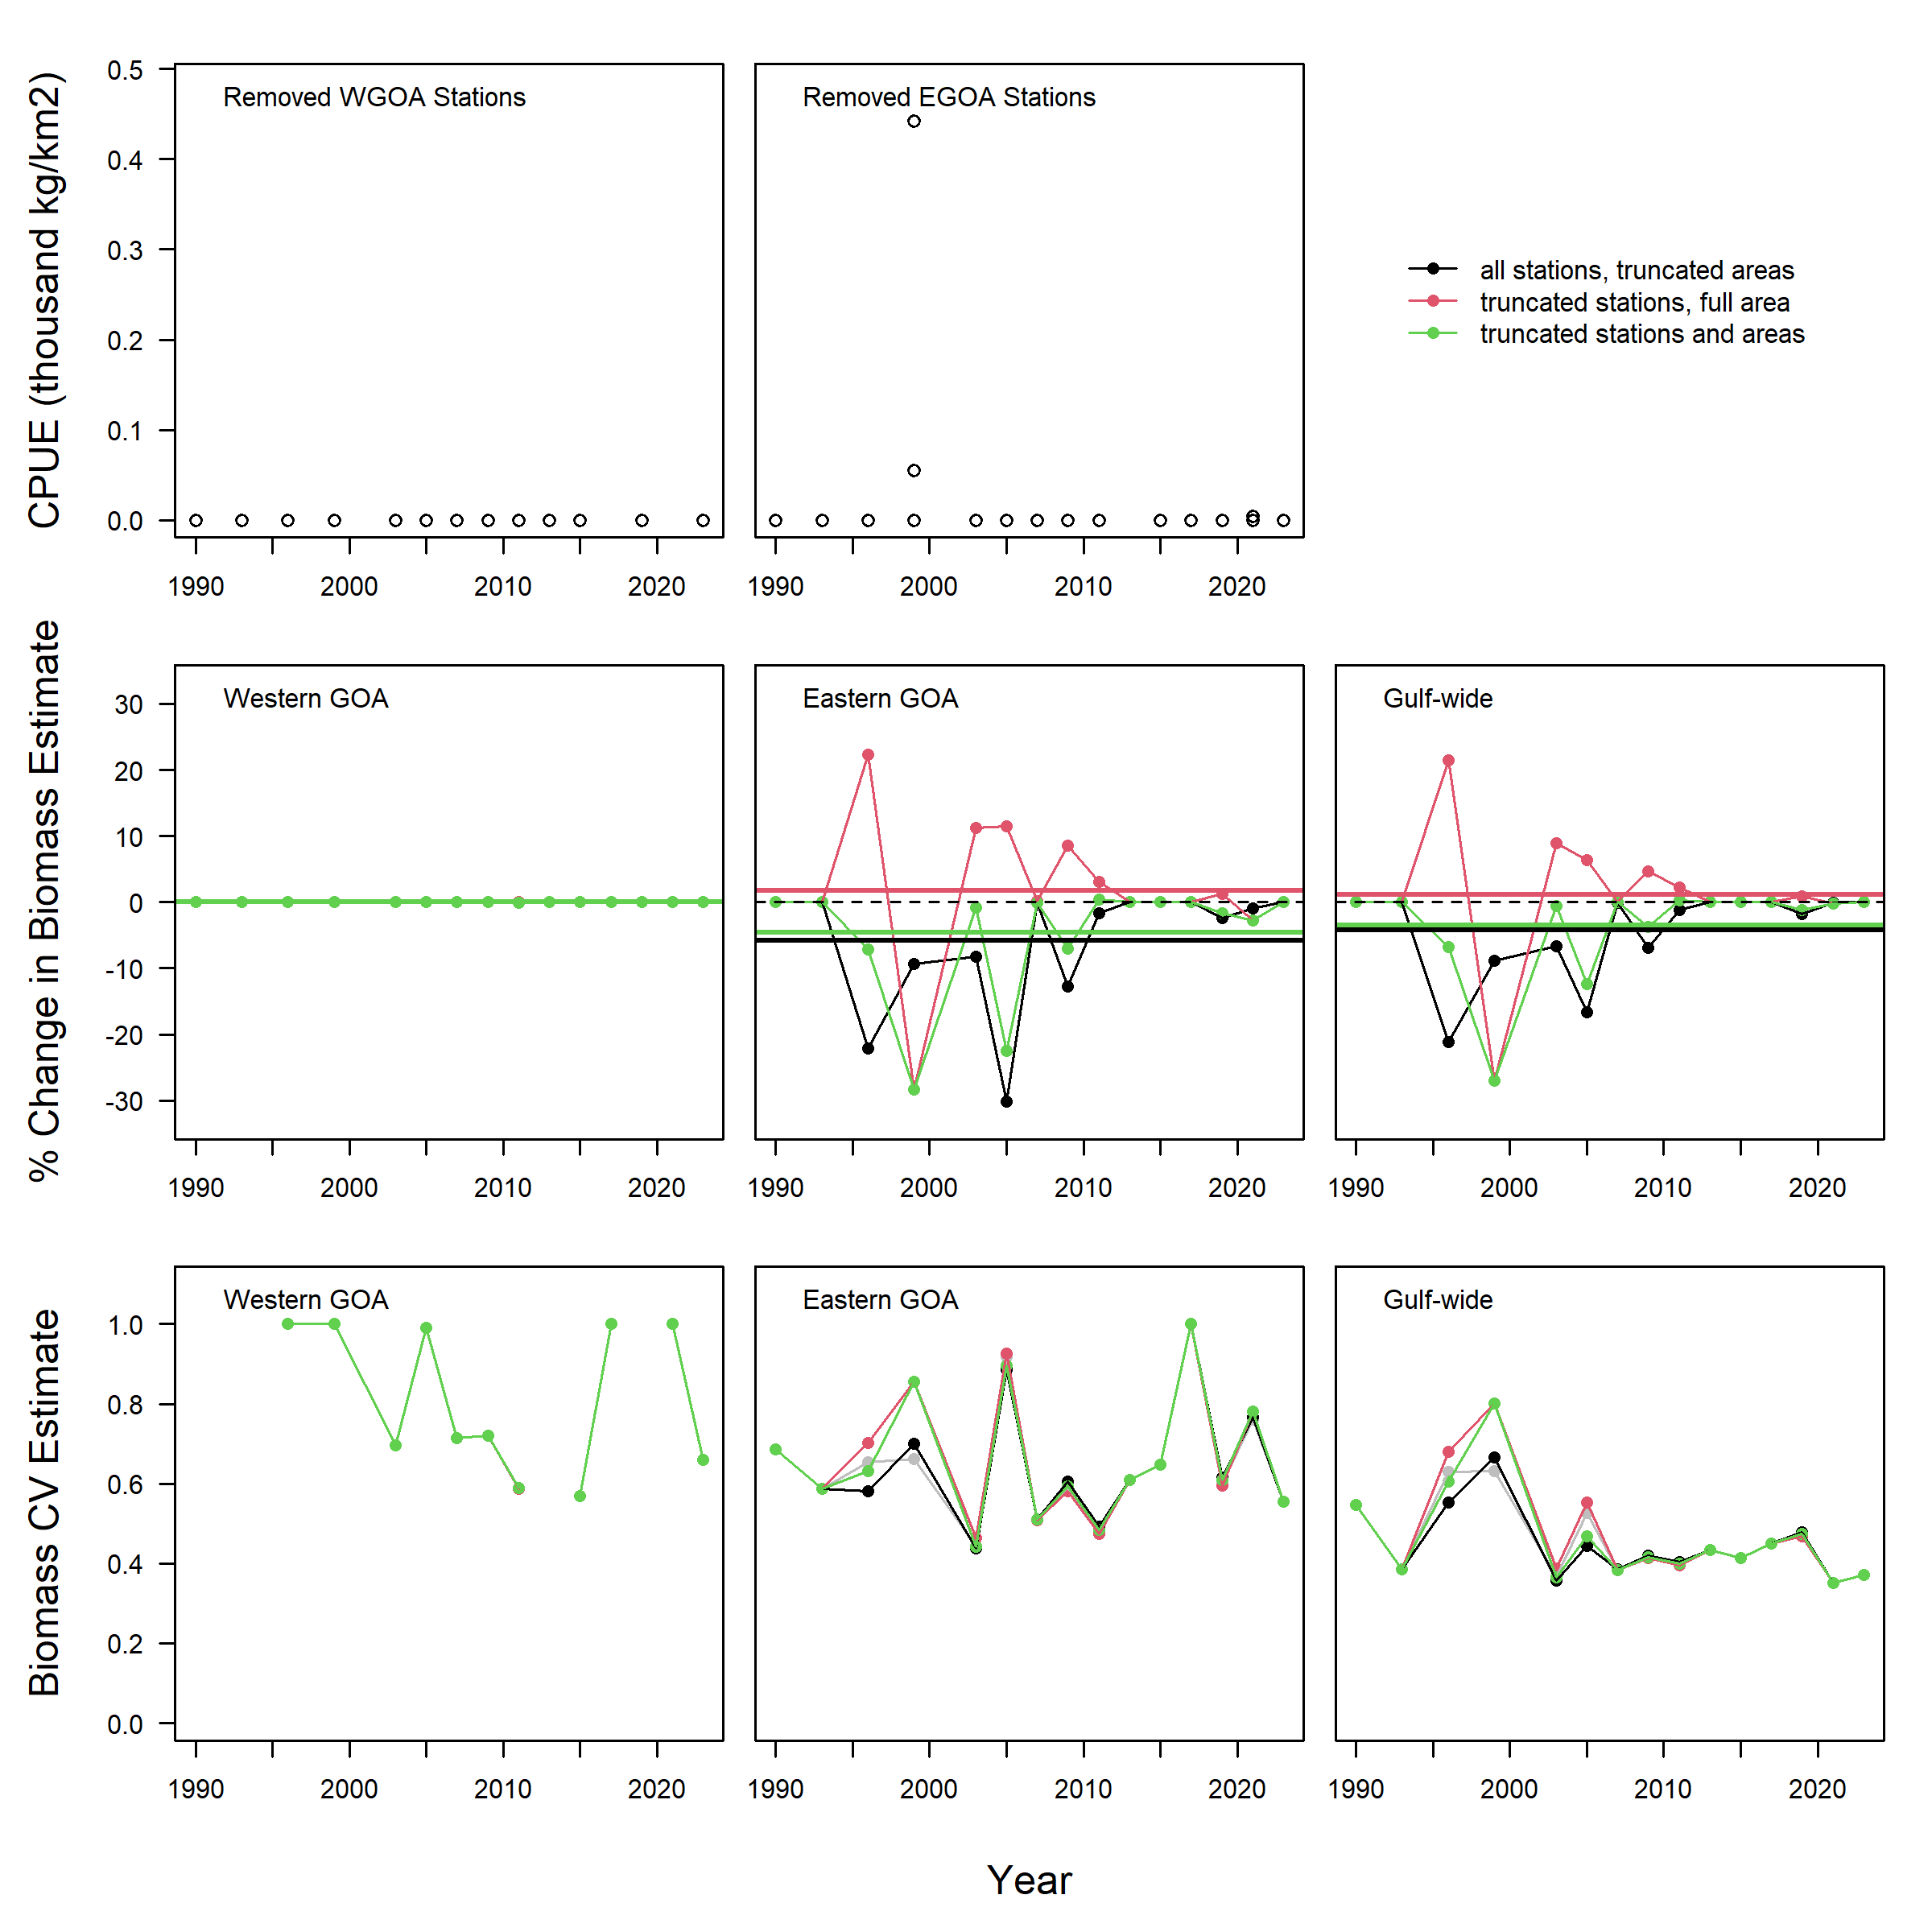 CPUE (thousand kg/km2)
0.5
0.4
0.3
0.2
0.1
0.0
Removed WGOA Stations
1990 2000 2010 2020
Removed EGOA Stations
1990 2000 2010 2020
all stations, truncated areas
truncated stations, full area
truncated stations and areas
% Change in Biomass Estimate
30
20
10
0
-10
-20
-30
Western GOA
1990 2000 2010 2020
Eastern GOA
1990 2000 2010 2020
Gulf-wide
1990 2000 2010 2020
Biomass CV Estimate
1.0
0.8
0.6
0.4
0.2
0.0
Western GOA
1990 2000 2010 2020
Eastern GOA
1990 2000 2010 2020
Gulf-wide
1990 2000 2010 2020
Year